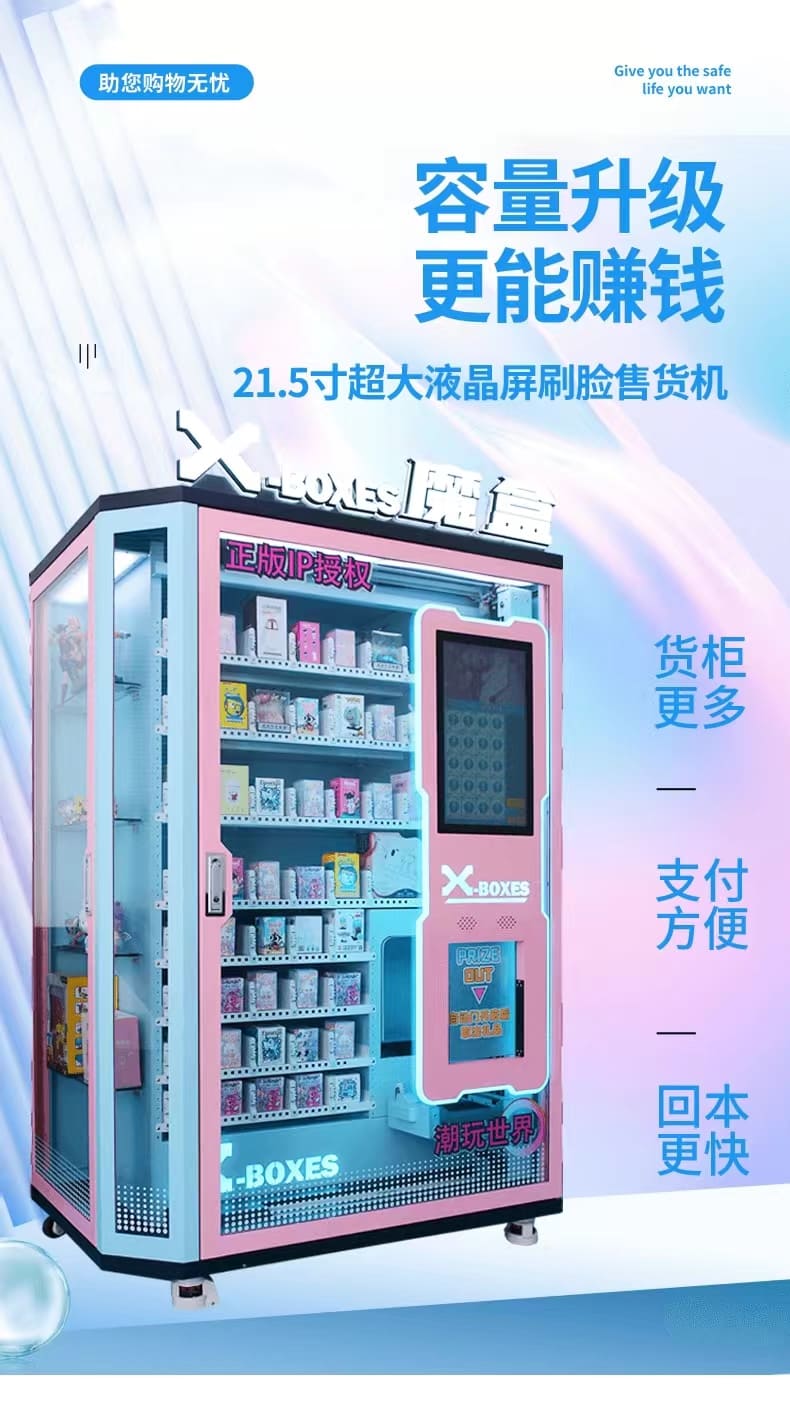 助您购物无忧
Give you the safe
life you want
容量升级
更能赚钱
21.5寸超大液晶屏刷脸售货机
X-BOXES魔盒
正版IP授权
货柜
更多
支付
方便
回本
更快
X-BOXES
PRIZE
OUT
潮玩世界
X-BOXES